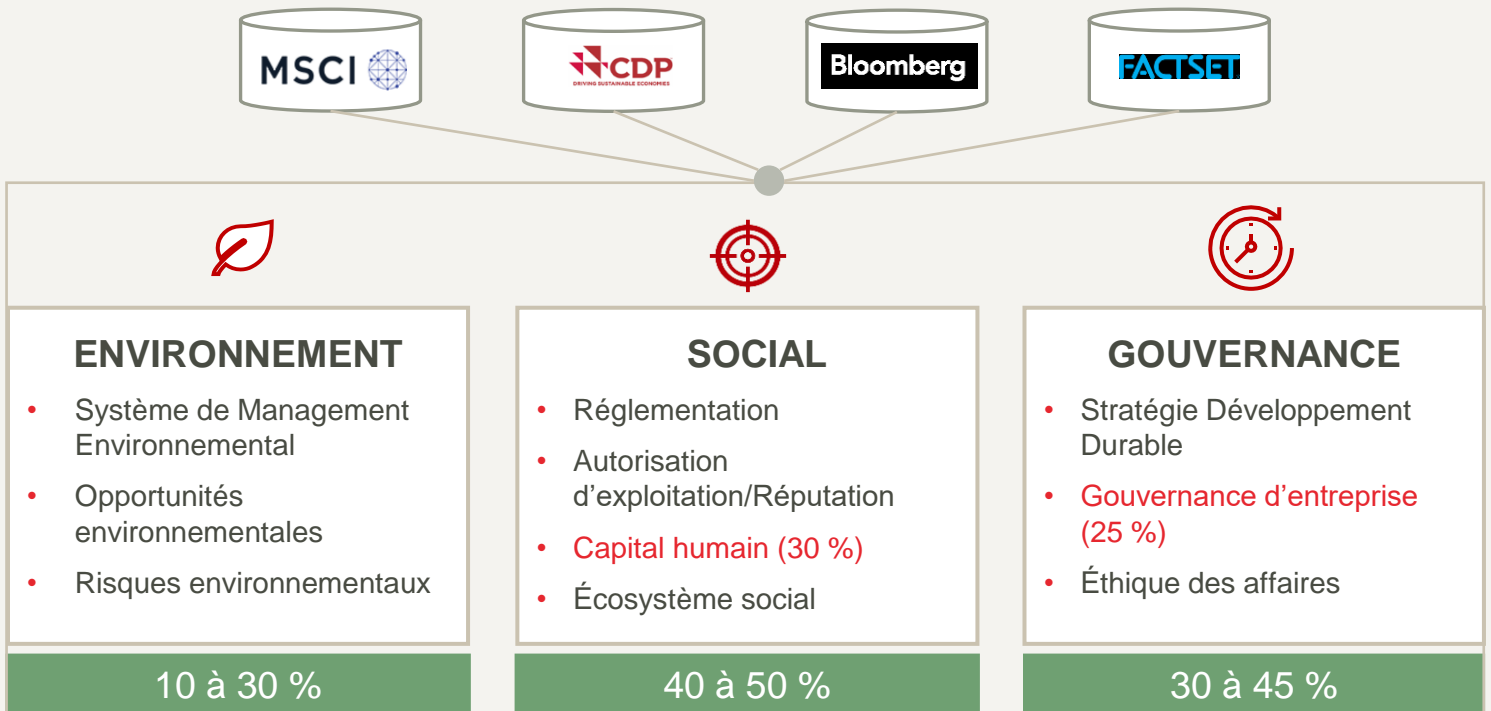 MSCI
CDP
DRIVING SUSTAINABLE ECONOMIES
Bloomberg
FACTSET
ENVIRONNEMENT
• Système de Management
Environnemental
• Opportunités
environnementales
• Risques environnementaux
10 à 30 %
SOCIAL
• Réglementation
• Autorisation
d’exploitation/Réputation
• Capital humain (30 %)
• Écosystème social
40 à 50 %
GOUVERNANCE
• Stratégie Développement
Durable
• Gouvernance d’entreprise
(25 %)
• Éthique des affaires
30 à 45 %